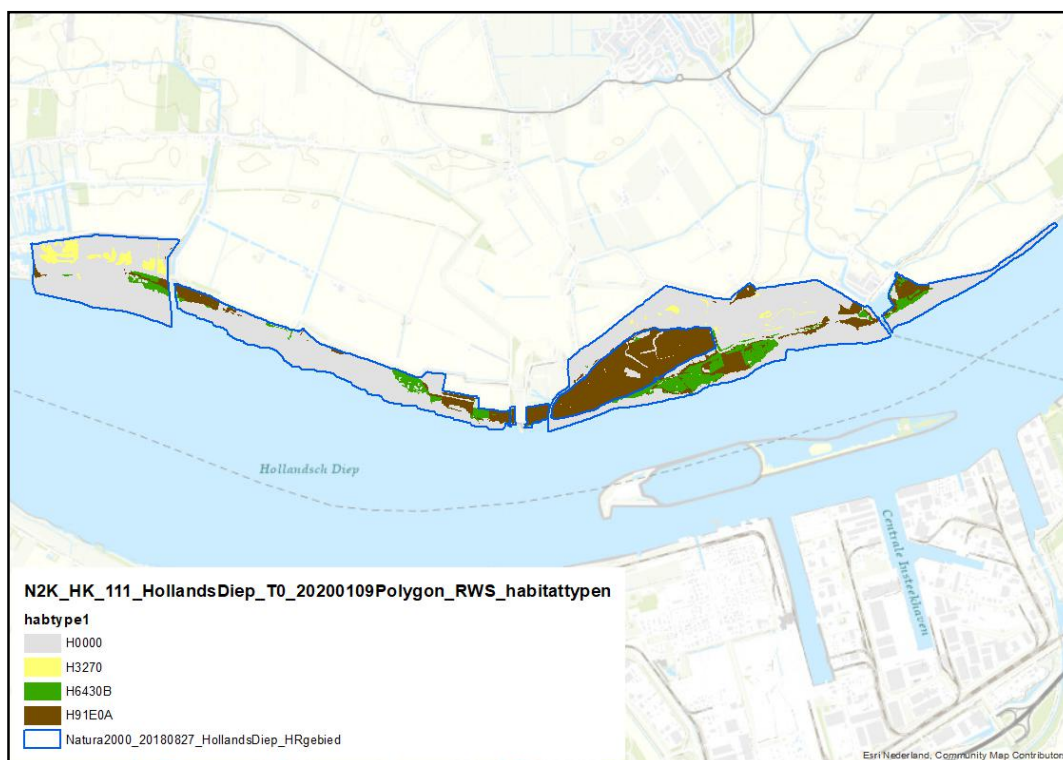 Hollandsch Diep
Centrale Insteekhaven
N2K_HK_111_HollandsDiep_T0_20200109Polygon_RWS_habitattypen
habtype1
H0000
H3270
H6430B
H91E0A
Natura2000_20180827_HollandsDiep_HRgebied
Esri Nederland, Community Map Contributors